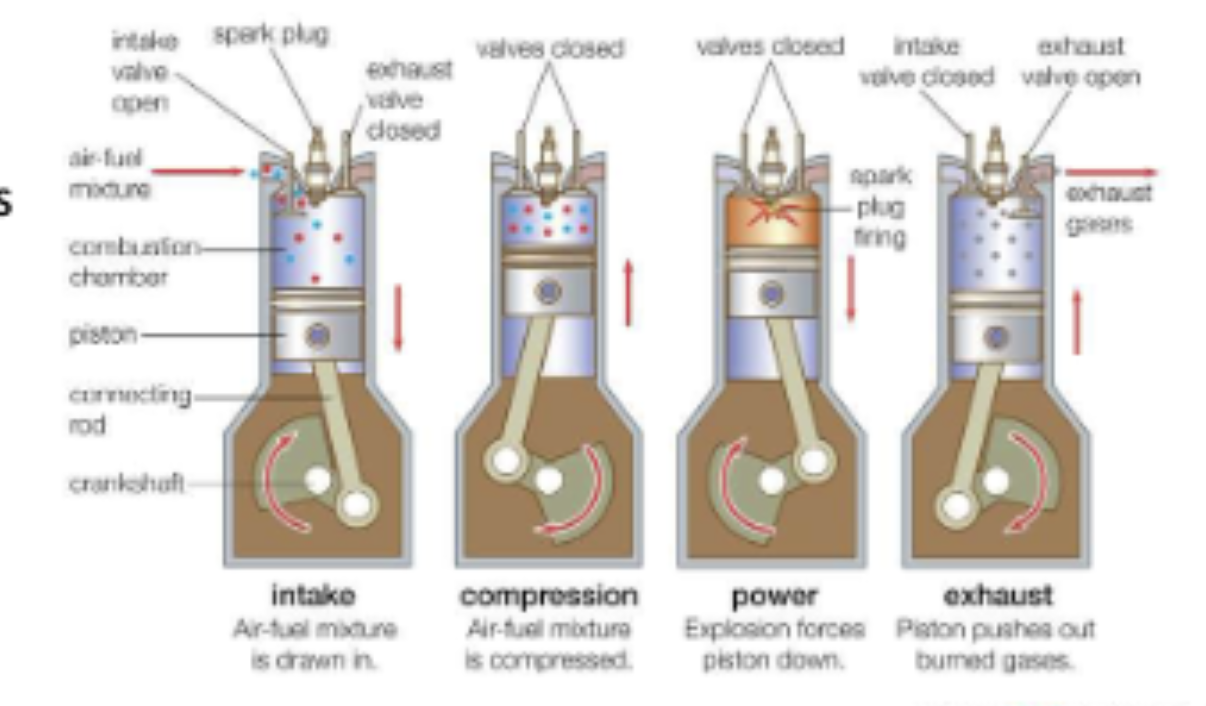 s
intake
valve
open
spark plug
exhaust
valve
closed
air-fuel
mixture
combustion
chamber
piston
connecting
rod
crankshaft
intake
Air-fuel mixture
is drawn in.
valves closed
compression
Air-fuel mixture
is compressed.
valves closed
spark
plug
firing
power
Explosion forces
piston down.
intake
valve closed
exhaust
valve open
exhaust
gases
exhaust
Piston pushes out
burned gases.